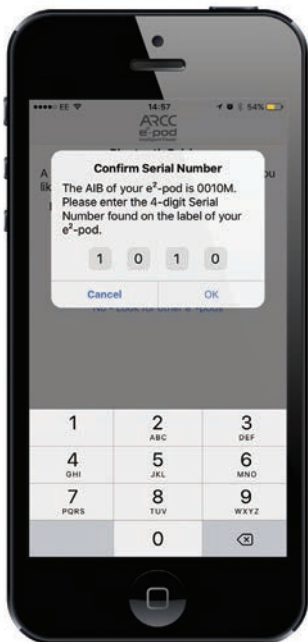 EE 14:57 54%
ARCC
e²pod
Confirm Serial Number
A
The AIB of your e²-pod is 0010M.
Please enter the 4-digit Serial
Number found on the label of your
e²-pod.
1 0 1 0
Cancel OK
No - Look for other e²-pods
1 2 3
ABC DEF
4 5 6
GHI JKL MNO
7 8 9
PQRS TUV WXYZ
0